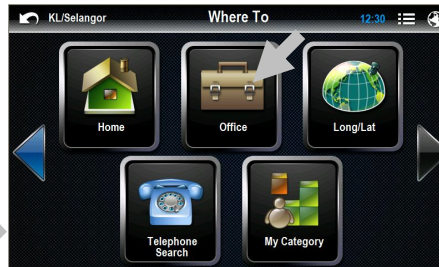 KL/Selangor Where To 12:30
Home Office Long/Lat
Telephone
Search
My Category